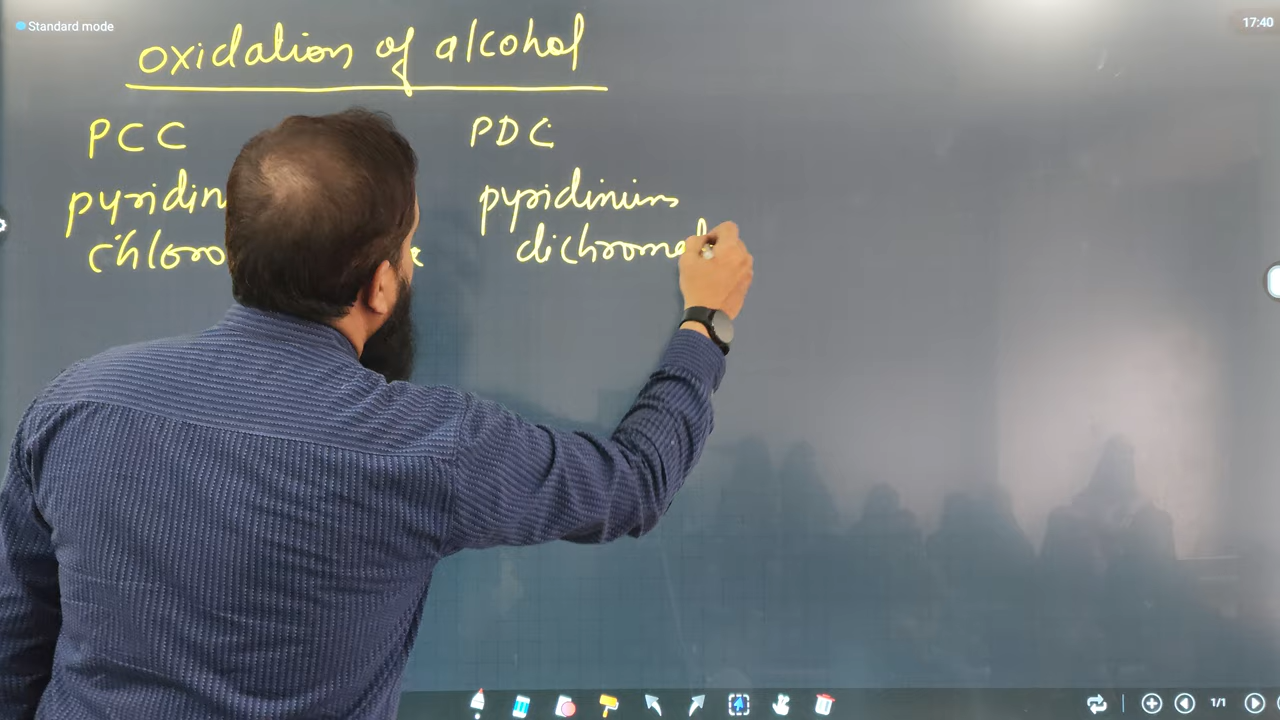 Standard mode
17:40
oxidation of alcohol
PCC
PDC
pyridinium
dichromat
1/1